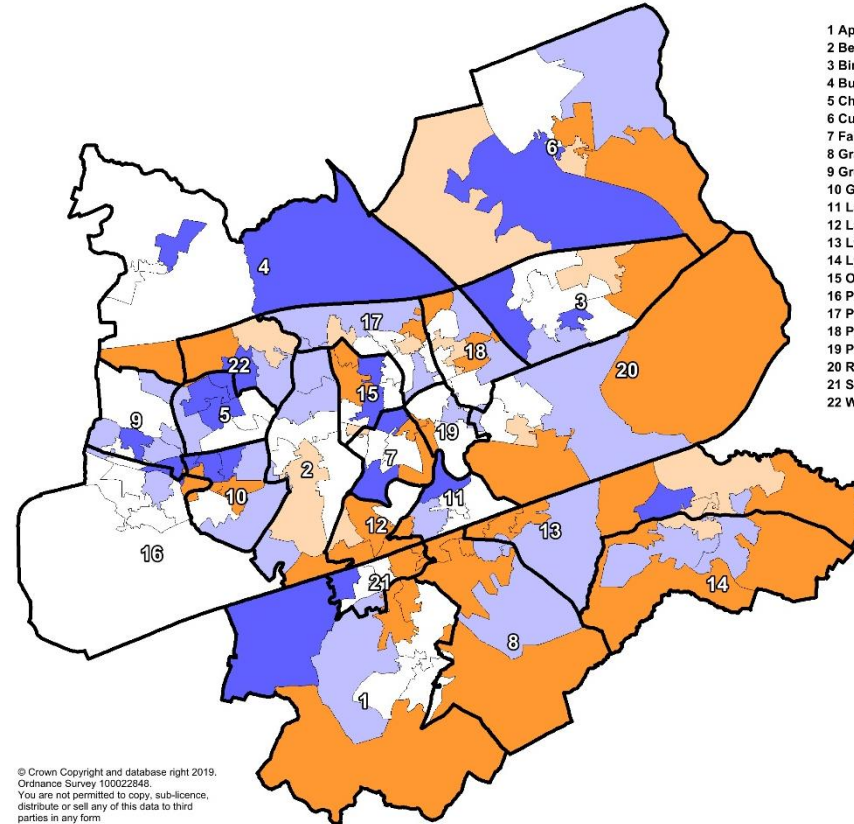 1 Ap
2 Be
3 Bir
4 Bu
5 Ch
6 Cu
7 Fa
8 Gr
9 Gr
10 G
11 L
12 L
13 L
14 L
15 O
16 P
17 P
18 P
19 P
20 R
21 S
22 W
6
4
3
17
18
20
22
15
9
5
19
7
2
11
10
12
13
16
21
14
8
1
© Crown Copyright and database right 2019.
Ordnance Survey 100022848.
You are not permitted to copy, sub-licence,
distribute or sell any of this data to third
parties in any form